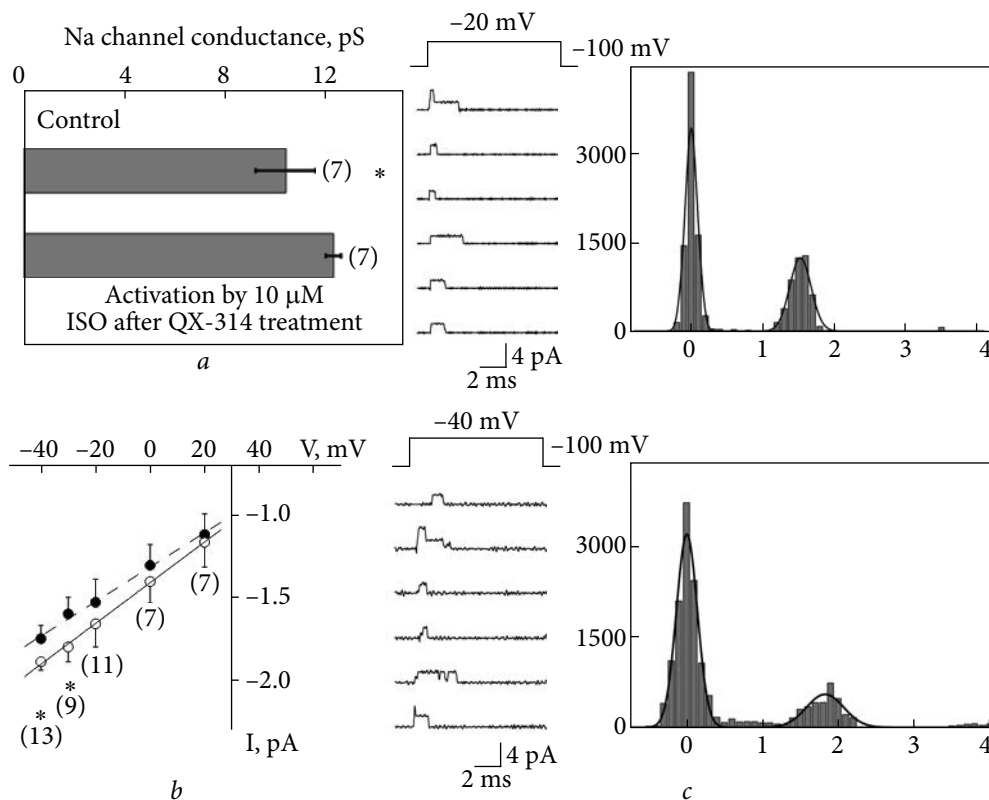 Na channel conductance, pS
0 4 8 12
Control
(7) *
(7)
Activation by 10 μM
ISO after QX-314 treatment
a
–20 mV
–100 mV
4 pA
2 ms
3000
1500
0
0 1 2 3 4
–40 –20 0 20 40 V, mV
–1.0
–1.5
–2.0
(7)
(7)
(11)
*
(9)
*
(13)
I, pA
b
–40 mV
–100 mV
4 pA
2 ms
3000
1500
0
0 1 2 3 4
c